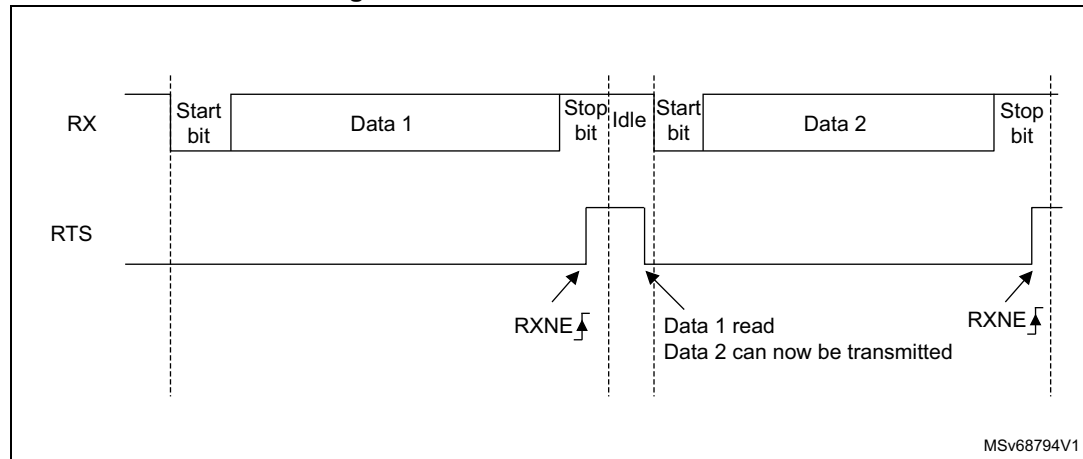 RX
Start bit
Data 1
Stop bit
Idle
Start bit
Data 2
Stop bit
RTS
RXNE
Data 1 read
Data 2 can now be transmitted
RXNE
MSv68794V1